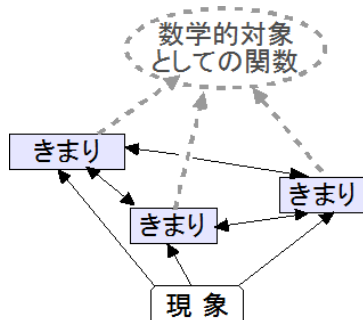 数学的対象
としての関数
きまり
きまり
きまり
現 象